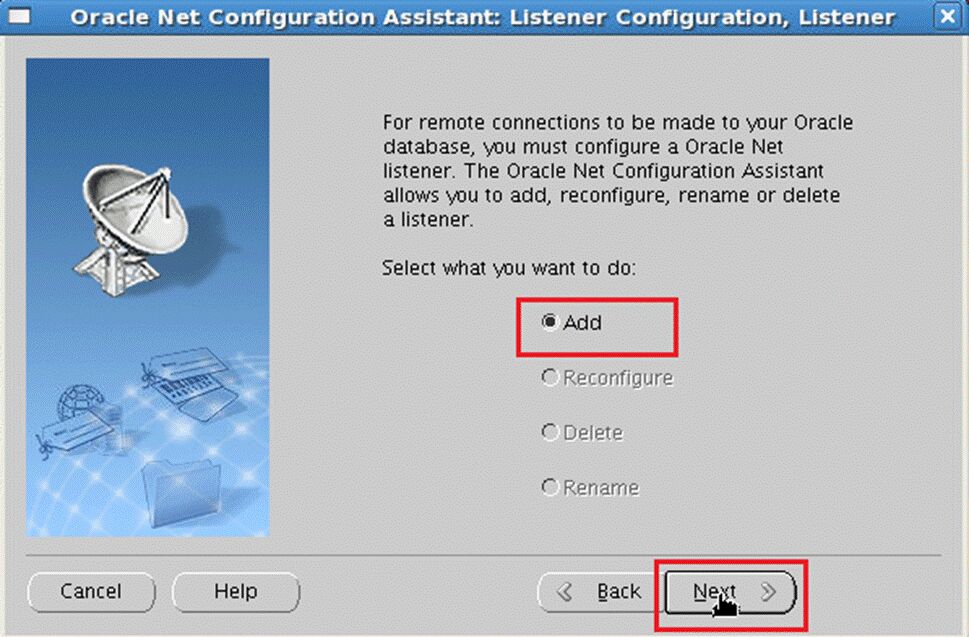 Oracle Net Configuration Assistant: Listener Configuration, Listener
For remote connections to be made to your Oracle
database, you must configure a Oracle Net
listener. The Oracle Net Configuration Assistant
allows you to add, reconfigure, rename or delete
a listener.
Select what you want to do:
Add
Reconfigure
Delete
Rename
Cancel Help Back Next